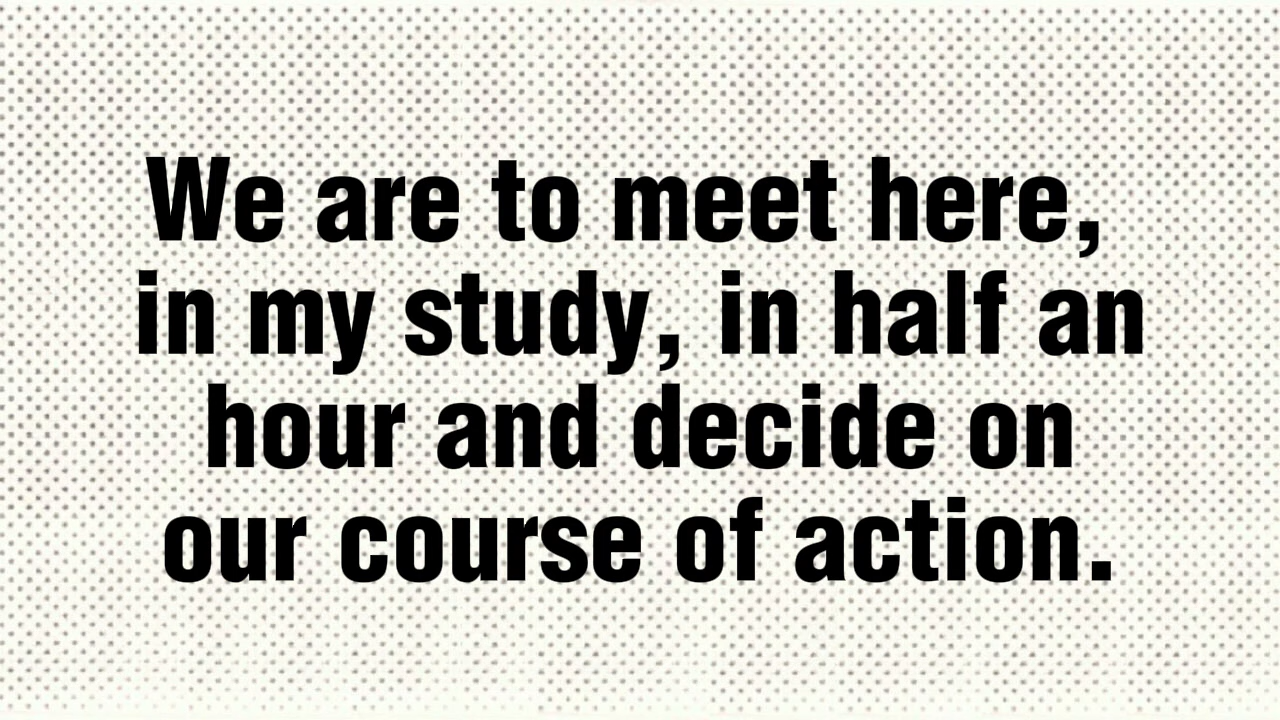 We are to meet here,
in my study, in half an
hour and decide on
our course of action.